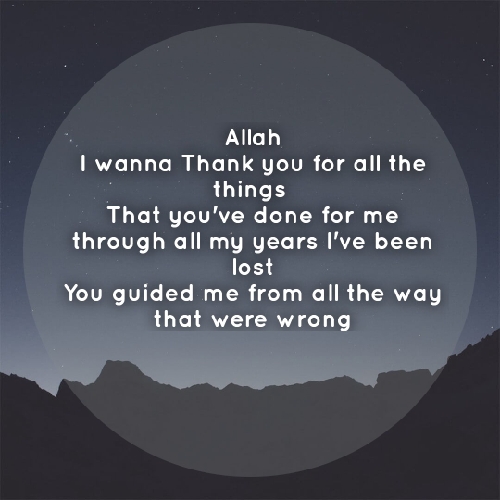 Allah
I wanna Thank you for all the
things
That you've done for me
through all my years I've been
lost
You guided me from all the way
that were wrong